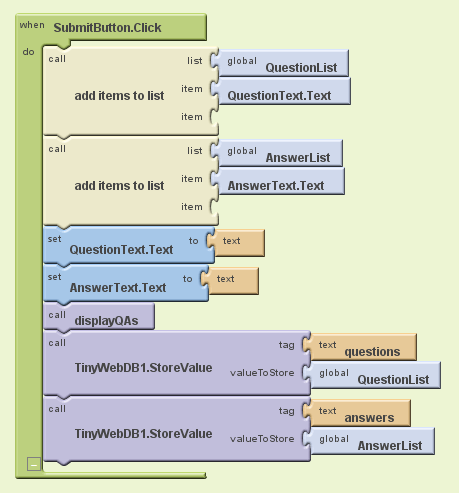 when SubmitButton.Click
do
call list global QuestionList
add items to list item QuestionText.Text
item
call list global AnswerList
add items to list item AnswerText.Text
item
set QuestionText.Text to text
set AnswerText.Text to text
call displayQAs
call tag text questions
TinyWebDB1.StoreValue valueToStore global QuestionList
call tag text answers
TinyWebDB1.StoreValue valueToStore global AnswerList